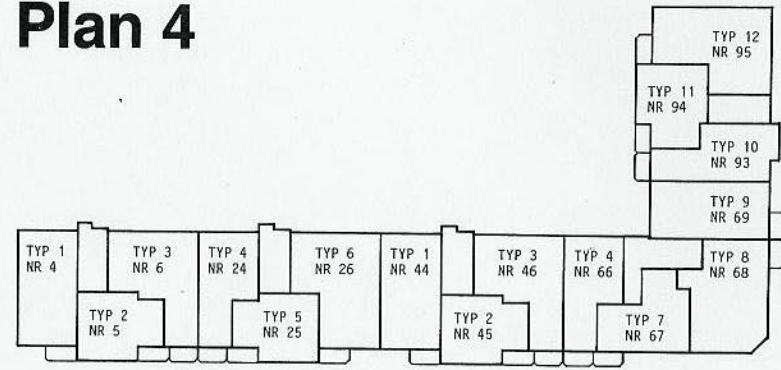 Plan 4
TYP 12
NR 95
TYP 11
NR 94
TYP 10
NR 93
TYP 9
NR 69
TYP 1
NR 4
TYP 3
NR 6
TYP 4
NR 24
TYP 6
NR 26
TYP 1
NR 44
TYP 3
NR 46
TYP 4
NR 66
TYP 8
NR 68
TYP 2
NR 5
TYP 5
NR 25
TYP 2
NR 45
TYP 7
NR 67